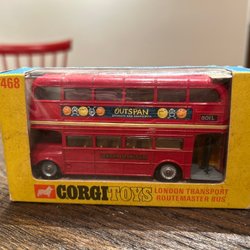 468
OUTSPAN
CORGI TOYS
LONDON TRANSPORT
ROUTEMASTER BUS